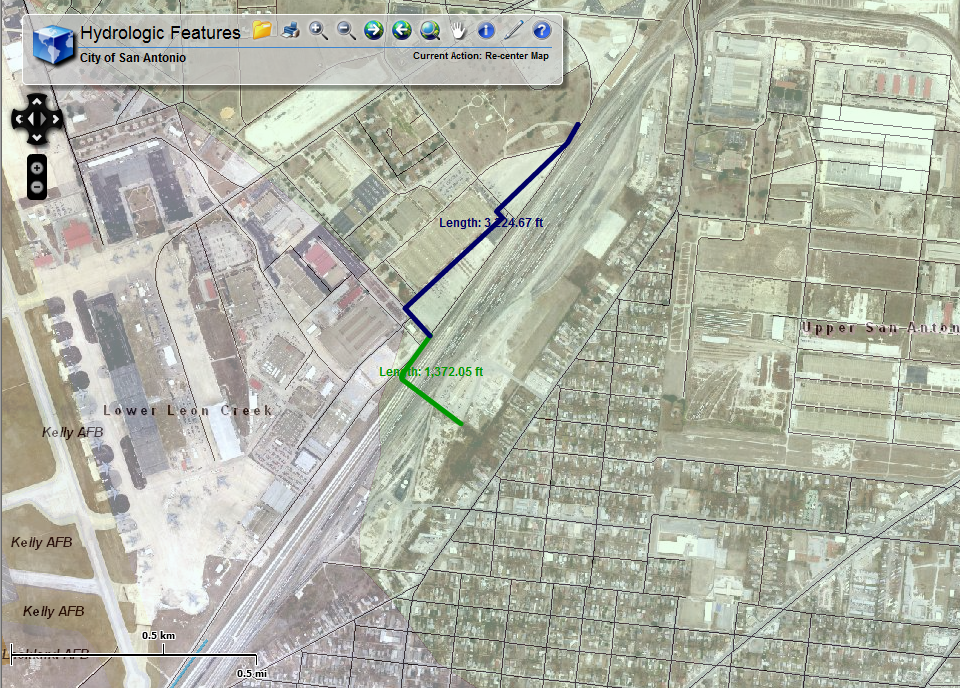 Hydrologic Features
City of San Antonio
Current Action: Re-center Map
Length: 3,224.67 ft
Upper San Anton
Length: 1,372.05 ft
Lower Leon Creek
Kelly AFB
Kelly AFB
Kelly AFB
0.5 km
Lackland AFB
0.5 mi